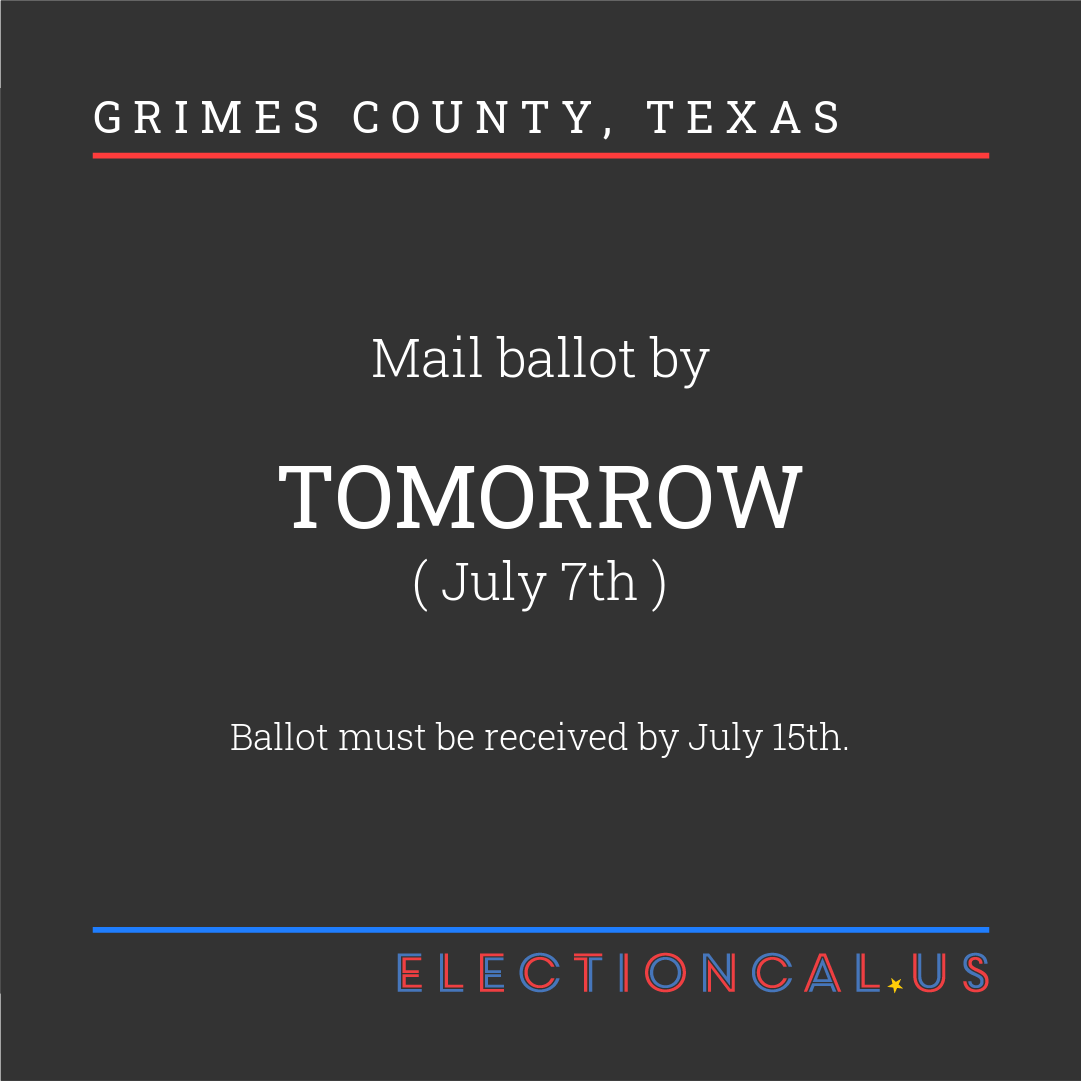 GRIMES COUNTY, TEXAS
Mail ballot by
TOMORROW
( July 7th )
Ballot must be received by July 15th.
ELECTIONCAL.US